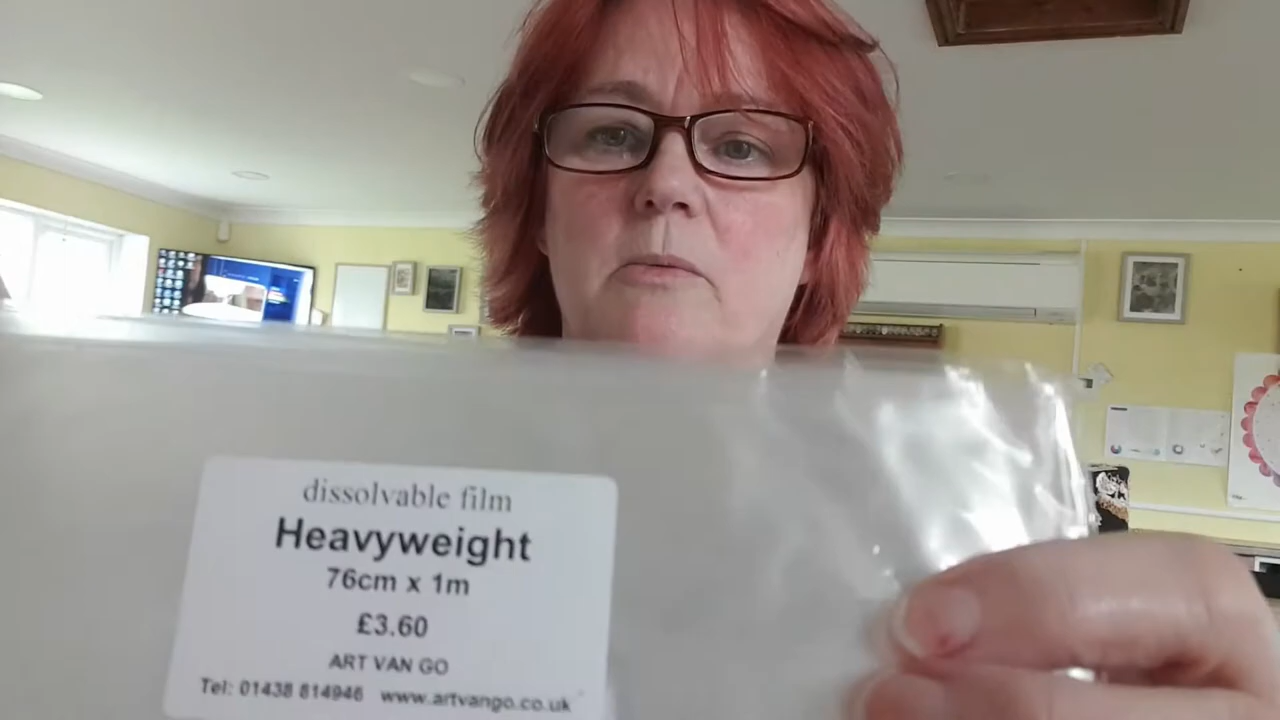 dissolvable film
Heavyweight
76cm x 1m
£3.60
ART VAN GO
Tel: 01438 814946 www.artvango.co.uk